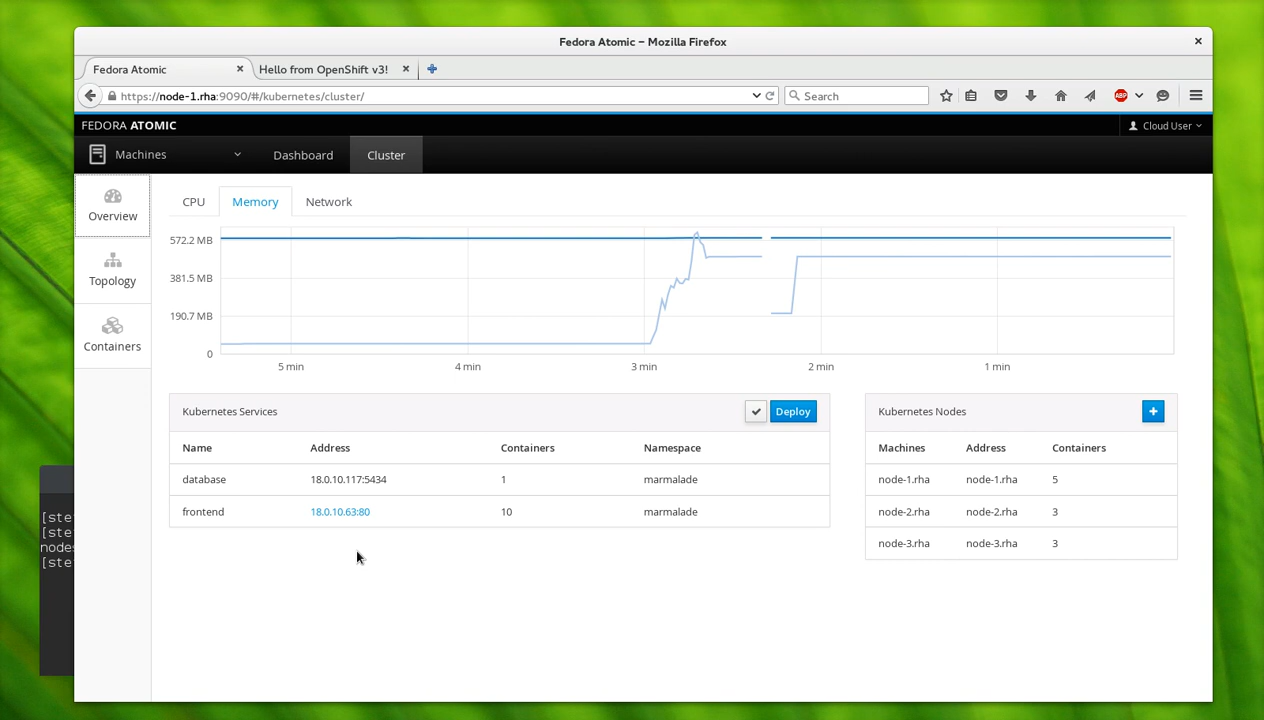 Fedora Atomic – Mozilla Firefox
Fedora Atomic
Hello from OpenShift v3!
https://node-1.rha:9090/#/kubernetes/cluster/
Search
ABP
FEDORA ATOMIC
Cloud User
Machines
Dashboard
Cluster
Overview
Topology
Containers
CPU
Memory
Network
572.2 MB
381.5 MB
190.7 MB
0
5 min
4 min
3 min
2 min
1 min
Kubernetes Services
Deploy
Name Address Containers Namespace
database 18.0.10.117:5434 1 marmalade
frontend 18.0.10.63:80 10 marmalade
Kubernetes Nodes
Machines Address Containers
node-1.rha node-1.rha 5
node-2.rha node-2.rha 3
node-3.rha node-3.rha 3
[ste
[ste
nodes
[ste